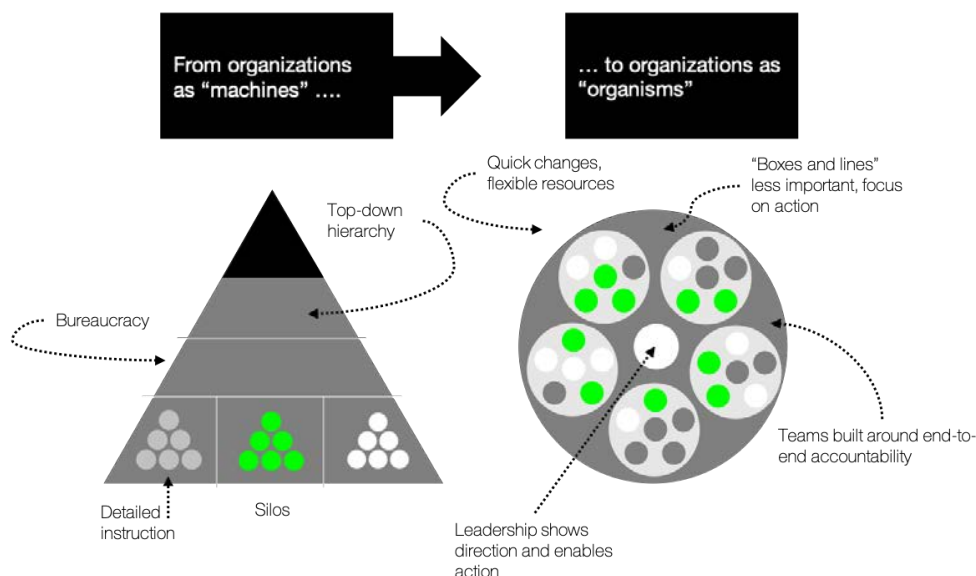 From organizations
as “machines” ….
… to organizations as
“organisms”
Top-down
hierarchy
Bureaucracy
Detailed
instruction
Silos
Quick changes,
flexible resources
“Boxes and lines”
less important, focus
on action
Teams built around end-to-
end accountability
Leadership shows
direction and enables
action